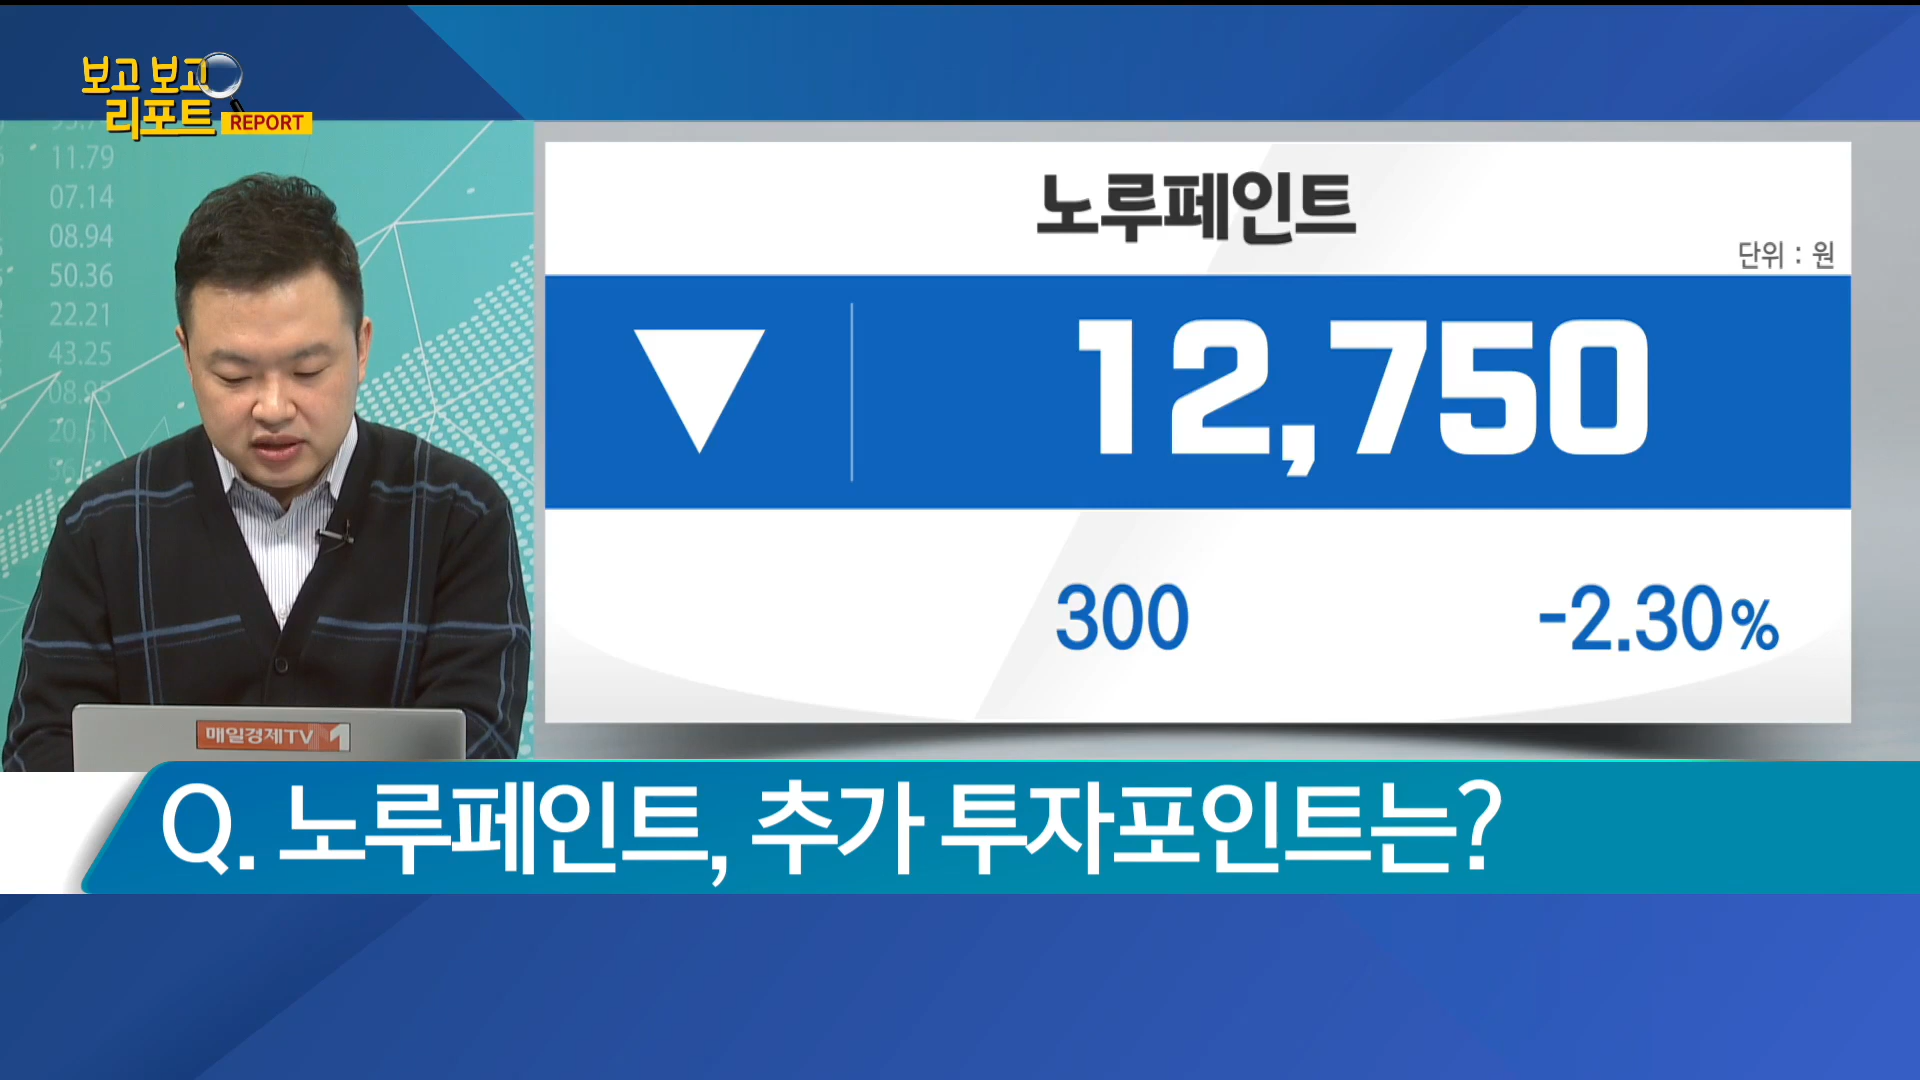 보고 보고
리포트 REPORT
11.79
07.14
08.94
50.36
22.21
43.25
08.95
노루페인트
단위 : 원
12,750
300 -2.30%
매일경제TV M
Q. 노루페인트, 추가 투자포인트는?